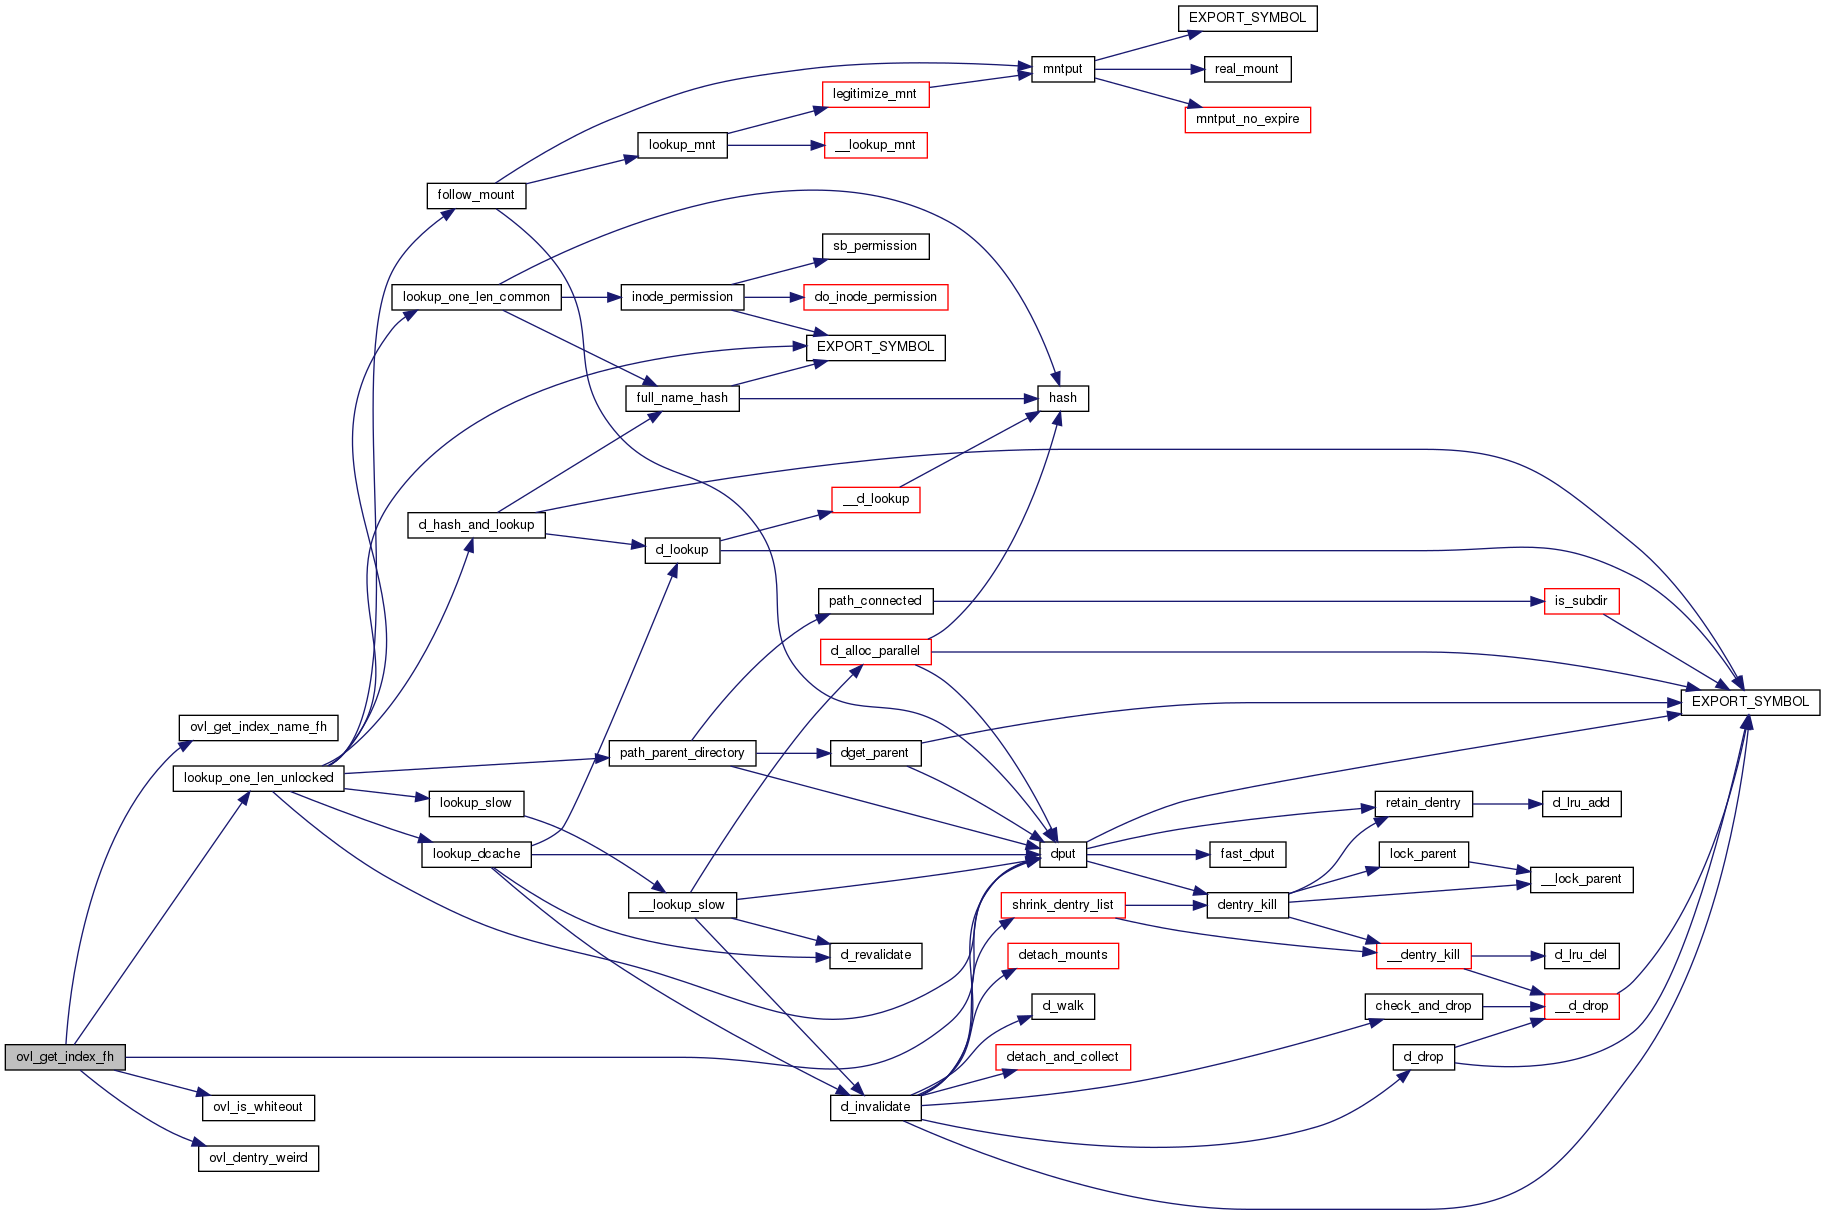 EXPORT_SYMBOL
mntput
real_mount
legitimize_mnt
mntput_no_expire
lookup_mnt
__lookup_mnt
follow_mount
sb_permission
lookup_one_len_common
inode_permission
do_inode_permission
EXPORT_SYMBOL
full_name_hash
hash
__d_lookup
d_hash_and_lookup
d_lookup
path_connected
is_subdir
d_alloc_parallel
EXPORT_SYMBOL
ovl_get_index_name_fh
path_parent_directory
dget_parent
lookup_one_len_unlocked
lookup_slow
retain_dentry
d_lru_add
lookup_dcache
dput
fast_dput
lock_parent
__lock_parent
__lookup_slow
shrink_dentry_list
dentry_kill
d_revalidate
detach_mounts
__dentry_kill
d_lru_del
d_walk
check_and_drop
__d_drop
ovl_get_index_fh
detach_and_collect
d_drop
ovl_is_whiteout
d_invalidate
ovl_dentry_weird